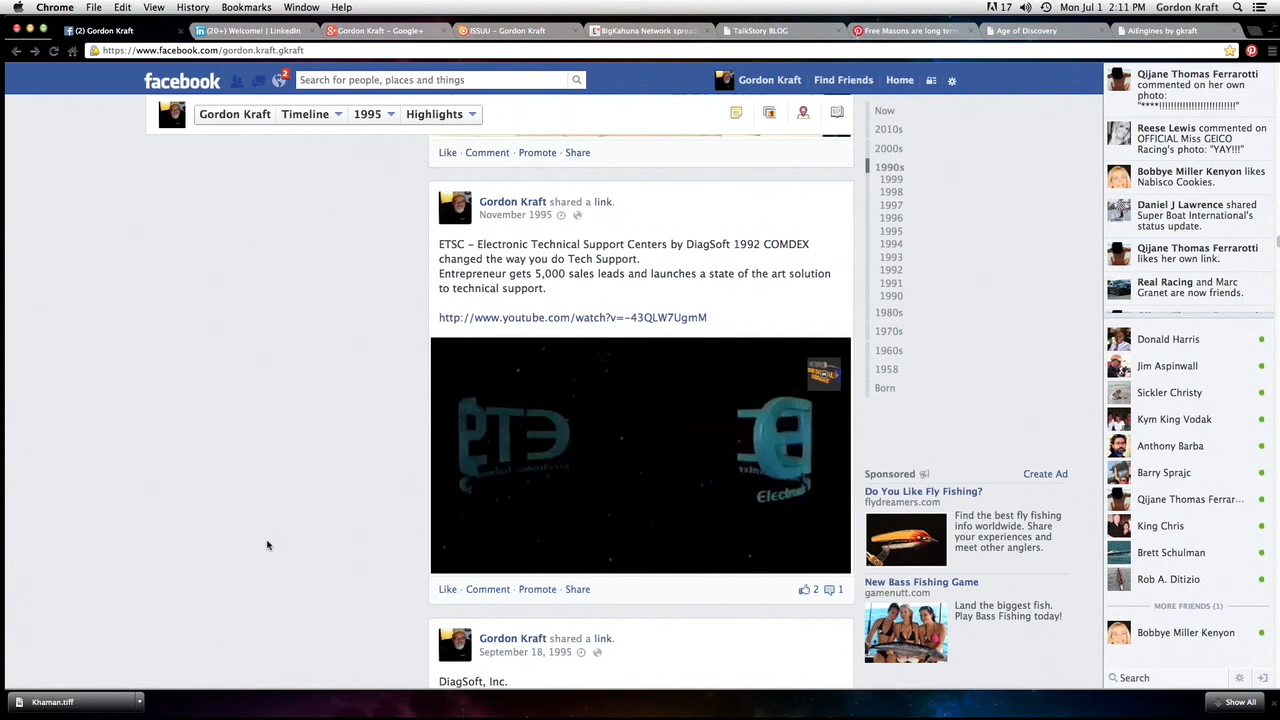 Chrome File Edit View History Bookmarks Window Help
17 Mon Jul 1 2:11 PM Gordon Kraft
(2) Gordon Kraft
(20+) Welcome! | LinkedIn
Gordon Kraft - Google+
ISSUU - Gordon Kraft
BigKahuna Network sprea
TalkStory BLOG
Free Masons are long term
Age of Discovery
AiEngines by gkraft
https://www.facebook.com/gordon.kraft.gkraft
facebook
2
Search for people, places and things
Gordon Kraft Find Friends Home
Gordon Kraft Timeline 1995 Highlights
Like · Comment · Promote · Share
Gordon Kraft shared a link.
November 1995
ETSC – Electronic Technical Support Centers by DiagSoft 1992 COMDEX
changed the way you do Tech Support.
Entrepreneur gets 5,000 sales leads and launches a state of the art solution
to technical support.
http://www.youtube.com/watch?v=-43QLW7UgmM
Elect
Like · Comment · Promote · Share
2 1
Gordon Kraft shared a link.
September 18, 1995
DiagSoft, Inc.
Now
2010s
2000s
1990s
1999
1998
1997
1996
1995
1994
1993
1992
1991
1990
1980s
1970s
1960s
1958
Born
Sponsored Create Ad
Do You Like Fly Fishing?
flydreamers.com
Find the best fly fishing
info worldwide. Share
your experiences and
meet other anglers.
New Bass Fishing Game
gamenutt.com
Land the biggest fish.
Play Bass Fishing today!
Qijane Thomas Ferrarotti
commented on her own
photo:
"****!!!!!!!!!!!!!!!!!!!!!!!!!!"
Reese Lewis commented on
OFFICIAL Miss GEICO
Racing's photo: "YAY!!!"
Bobbye Miller Kenyon likes
Nabisco Cookies.
Daniel J Lawrence shared
Super Boat International's
status update.
Qijane Thomas Ferrarotti
likes her own link.
Real Racing and Marc
Granet are now friends.
Donald Harris
Jim Aspinwall
Sickler Christy
Kym King Vodak
Anthony Barba
Barry Sprajc
Qijane Thomas Ferrar...
King Chris
Brett Schulman
Rob A. Ditizio
MORE FRIENDS (1)
Bobbye Miller Kenyon
Search
Khaman.tiff
Show All